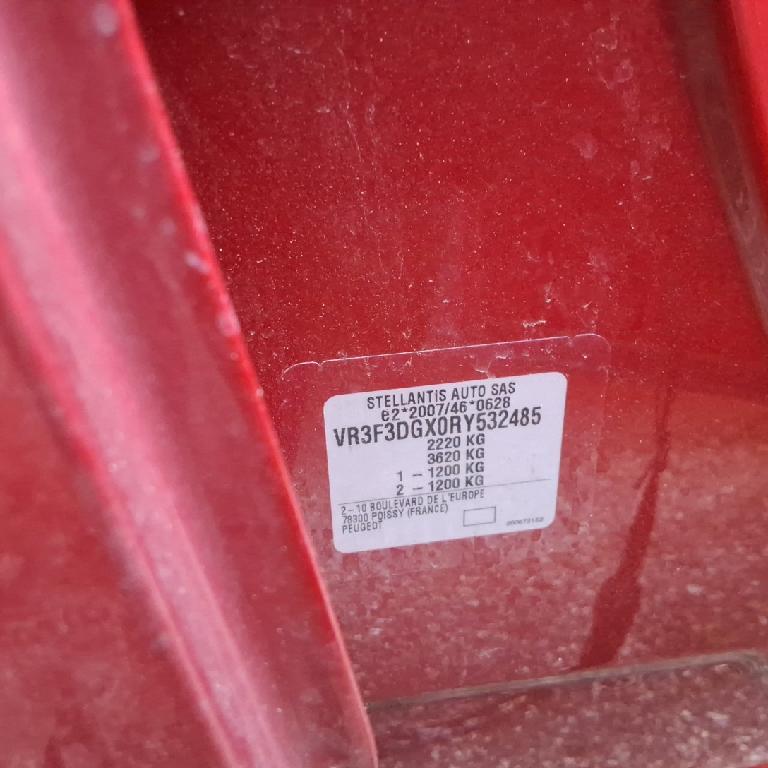 STELLANTIS AUTO SAS
e2*2007/46*0628
VR3F3DGX0RY532485
2220 KG
3620 KG
1 - 1200 KG
2 - 1200 KG
2-10 BOULEVARD DE L'EUROPE
78300 POISSY (FRANCE)
PEUGEOT